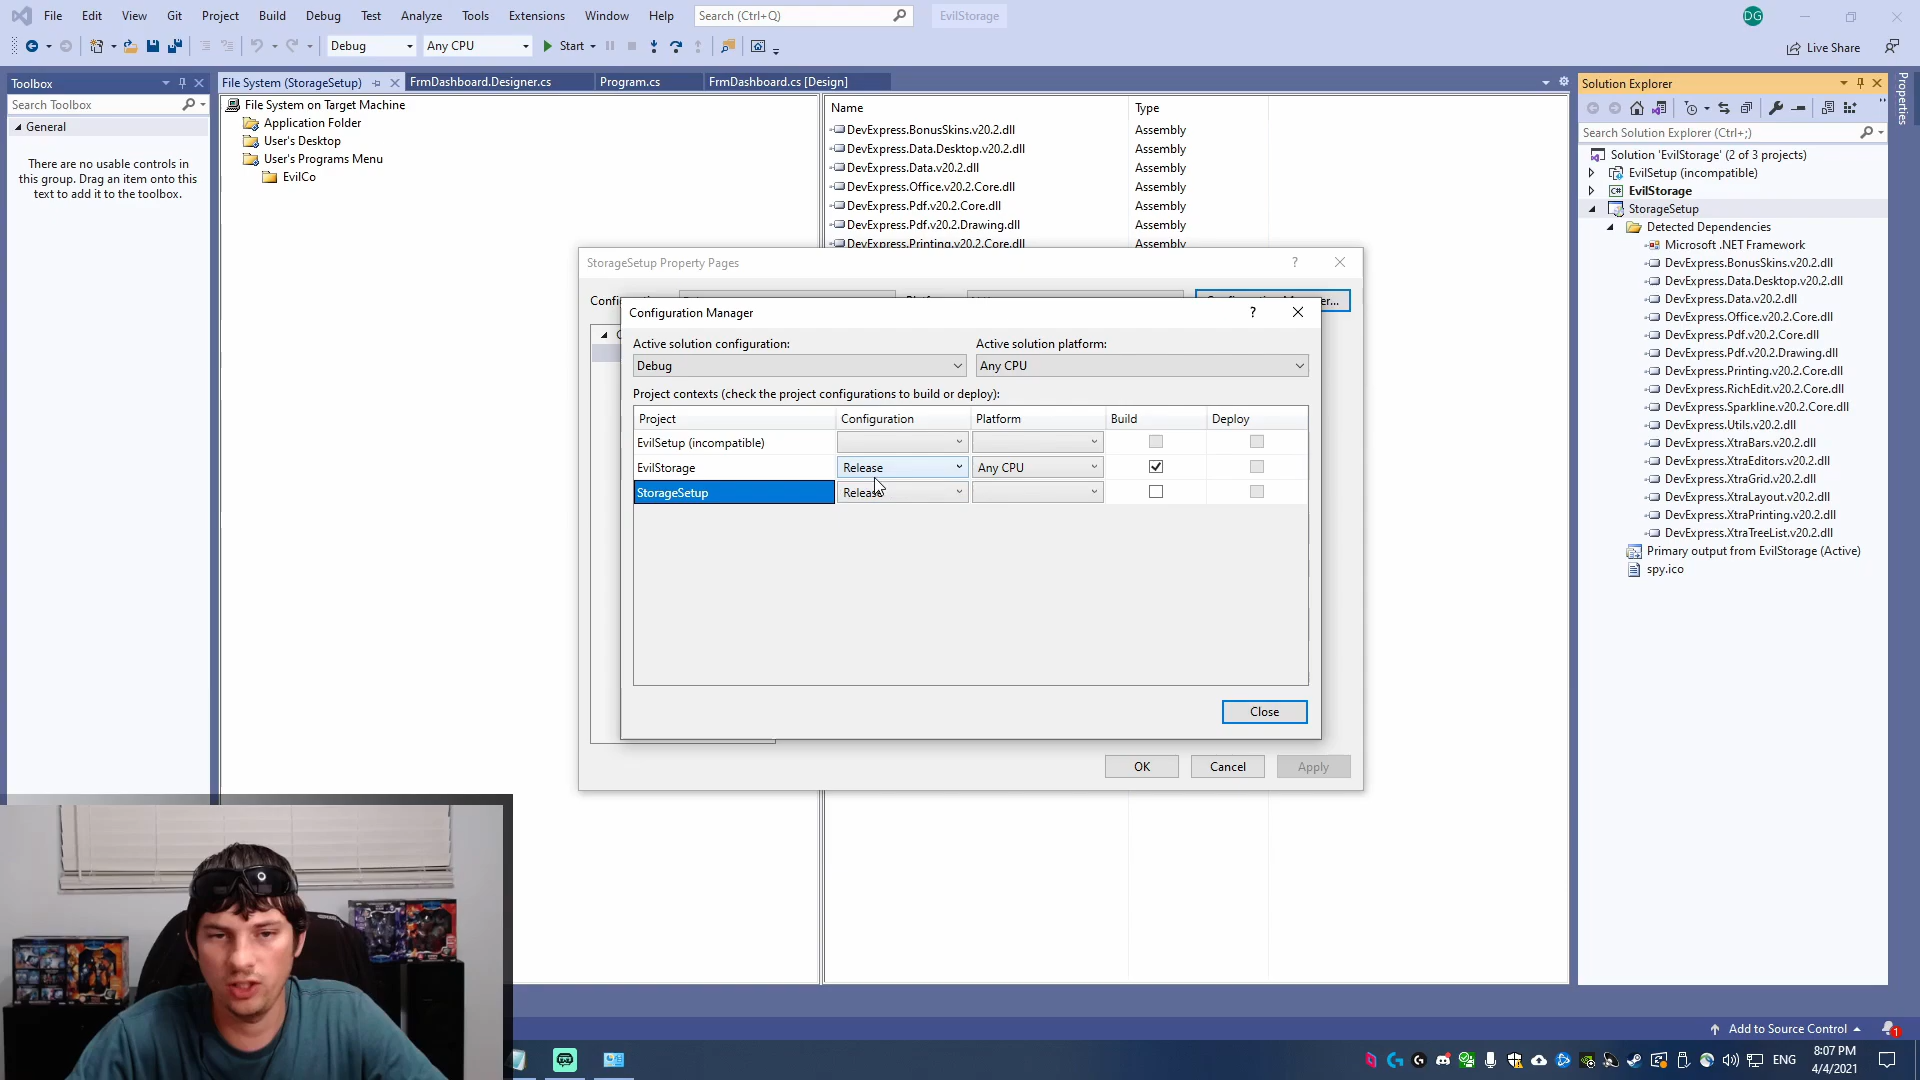 File Edit View Git Project Build Debug Test Analyze Tools Extensions Window Help Search (Ctrl+Q) EvilStorage DG
Debug Any CPU Start Live Share
Toolbox
Search Toolbox
General
There are no usable controls in
this group. Drag an item onto this
text to add it to the toolbox.
File System (StorageSetup) FrmDashboard.Designer.cs Program.cs FrmDashboard.cs [Design]
File System on Target Machine
Application Folder
User's Desktop
User's Programs Menu
EvilCo
Name Type
DevExpress.BonusSkins.v20.2.dll Assembly
DevExpress.Data.Desktop.v20.2.dll Assembly
DevExpress.Data.v20.2.dll Assembly
DevExpress.Office.v20.2.Core.dll Assembly
DevExpress.Pdf.v20.2.Core.dll Assembly
DevExpress.Pdf.v20.2.Drawing.dll Assembly
DevExpress.Printing.v20.2.Core.dll Assembly
StorageSetup Property Pages ?
Configuration Manager ?
Active solution configuration: Active solution platform:
Debug Any CPU
Project contexts (check the project configurations to build or deploy):
Project Configuration Platform Build Deploy
EvilSetup (incompatible)
EvilStorage Release Any CPU
StorageSetup Release
Close
OK Cancel Apply
Solution Explorer
Search Solution Explorer (Ctrl+;)
Solution 'EvilStorage' (2 of 3 projects)
EvilSetup (incompatible)
EvilStorage
StorageSetup
Detected Dependencies
Microsoft .NET Framework
DevExpress.BonusSkins.v20.2.dll
DevExpress.Data.Desktop.v20.2.dll
DevExpress.Data.v20.2.dll
DevExpress.Office.v20.2.Core.dll
DevExpress.Pdf.v20.2.Core.dll
DevExpress.Pdf.v20.2.Drawing.dll
DevExpress.Printing.v20.2.Core.dll
DevExpress.RichEdit.v20.2.Core.dll
DevExpress.Sparkline.v20.2.Core.dll
DevExpress.Utils.v20.2.dll
DevExpress.XtraBars.v20.2.dll
DevExpress.XtraEditors.v20.2.dll
DevExpress.XtraGrid.v20.2.dll
DevExpress.XtraLayout.v20.2.dll
DevExpress.XtraPrinting.v20.2.dll
DevExpress.XtraTreeList.v20.2.dll
Primary output from EvilStorage (Active)
spy.ico
Properties
Add to Source Control 1
ENG 8:07 PM
4/4/2021